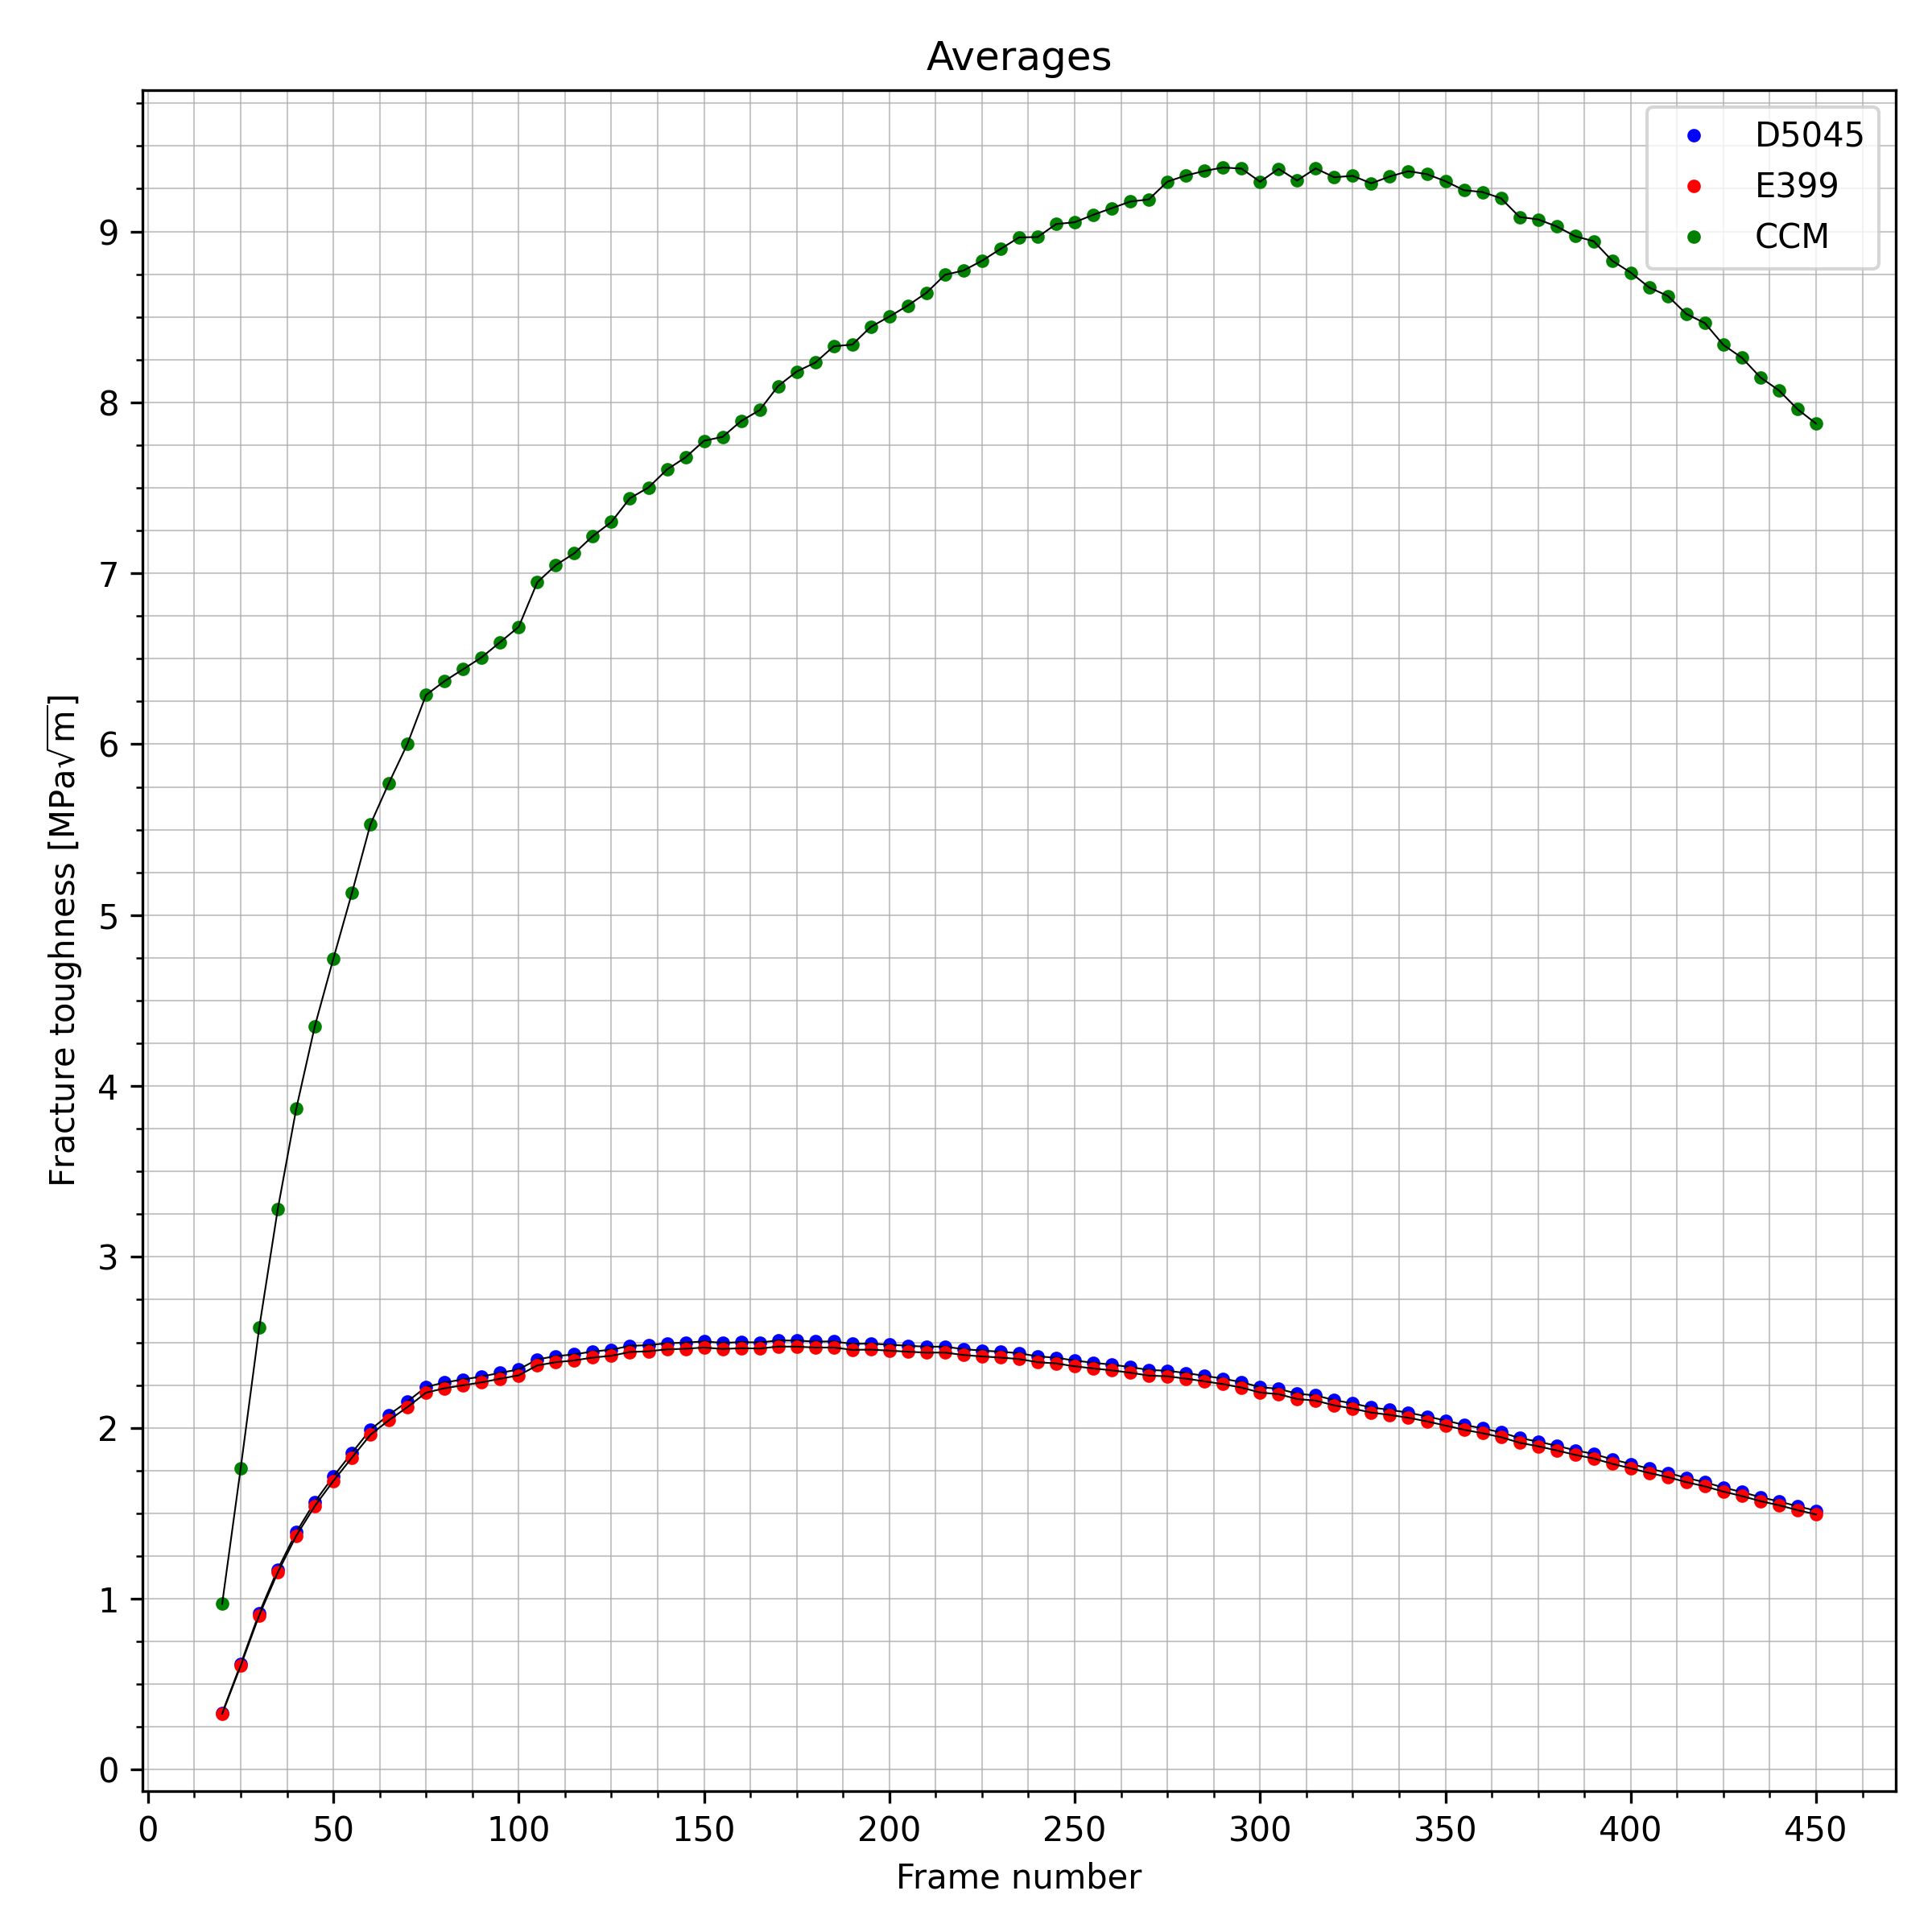 Averages
D5045
E399
CCM
Fracture toughness [MPa√m]
9
8
7
6
5
4
3
2
1
0
0 50 100 150 200 250 300 350 400 450
Frame number